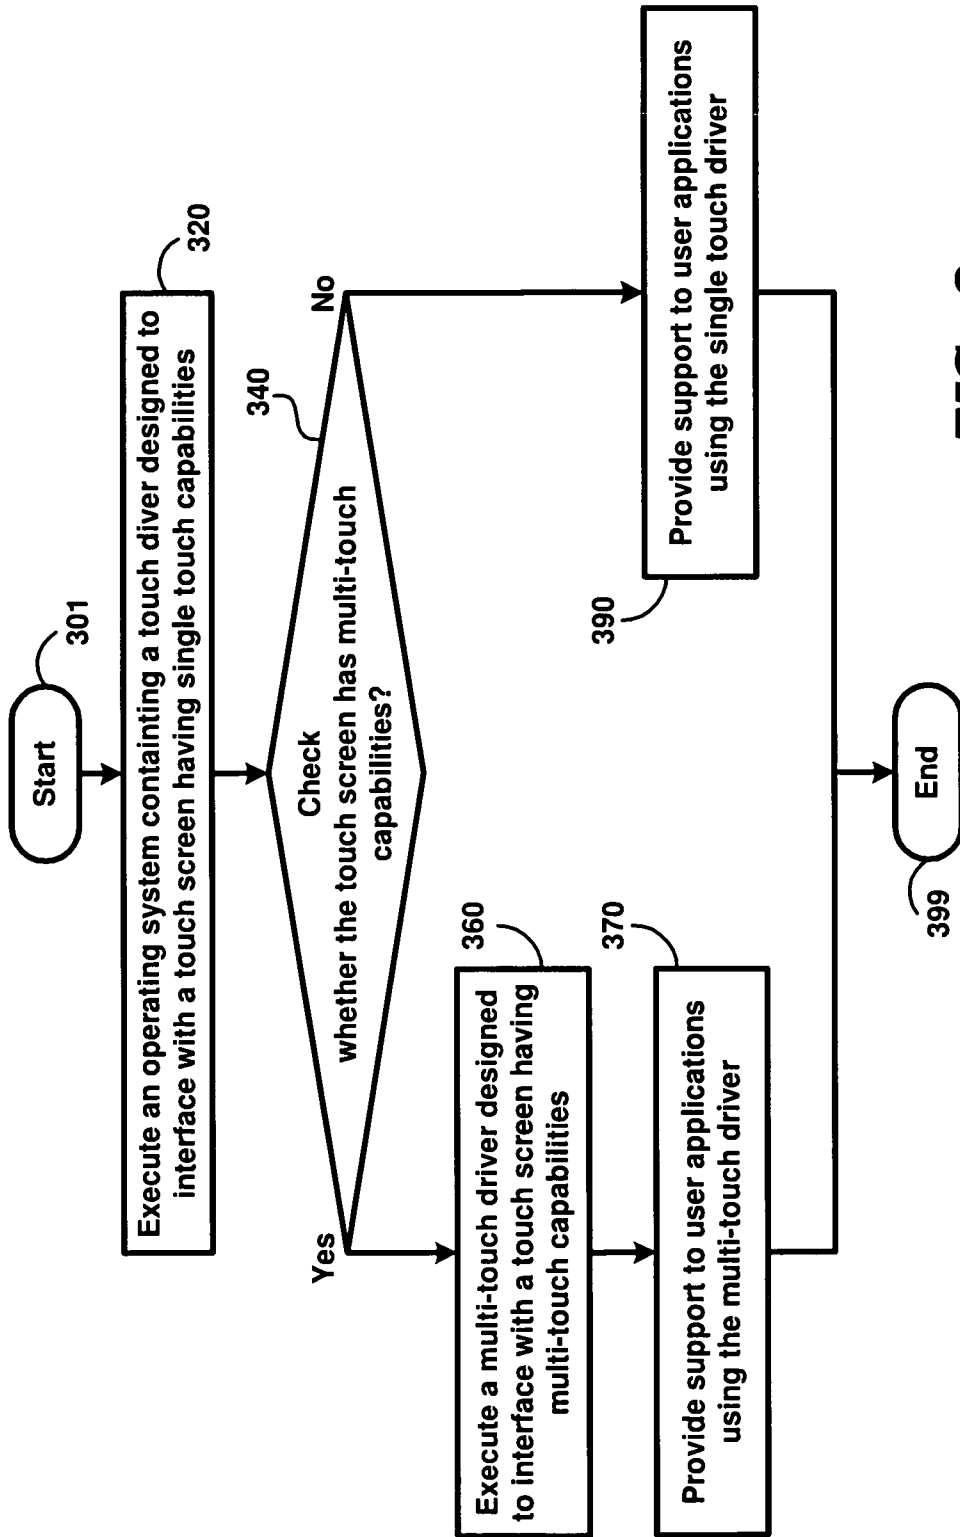 Start
301
Execute an operating system containting a touch diver designed to
interface with a touch screen having single touch capabilities
320
Check
whether the touch screen has multi-touch
capabilities?
340
Yes
No
Execute a multi-touch driver designed
to interface with a touch screen having
multi-touch capabilities
360
Provide support to user applications
using the multi-touch driver
370
Provide support to user applications
using the single touch driver
390
End
399